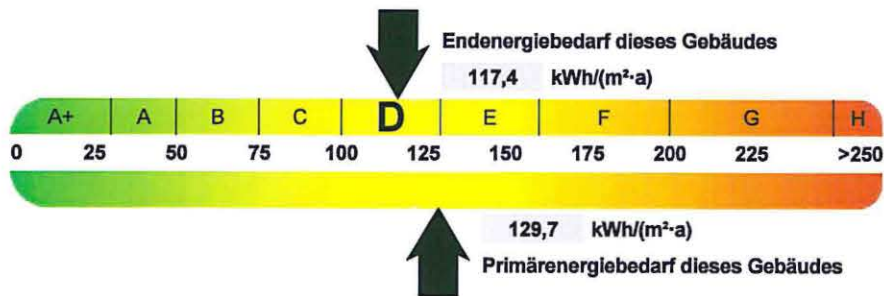 Endenergiebedarf dieses Gebäudes
117,4 kWh/(m²·a)
A+ A B C D E F G H
0 25 50 75 100 125 150 175 200 225 >250
129,7 kWh/(m²·a)
Primärenergiebedarf dieses Gebäudes